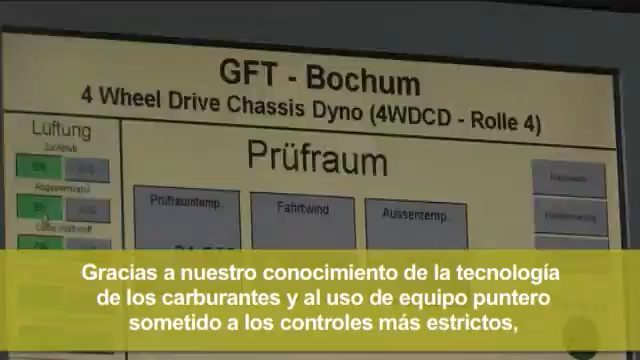 GFT - Bochum
4 Wheel Drive Chassis Dyno (4WDCD - Rolle 4)
Lüftung
Prüfraum
Prüfraumtemp.
Fahrtwind
Aussentemp.
Gracias a nuestro conocimiento de la tecnología
de los carburantes y al uso de equipo puntero
sometido a los controles más estrictos,